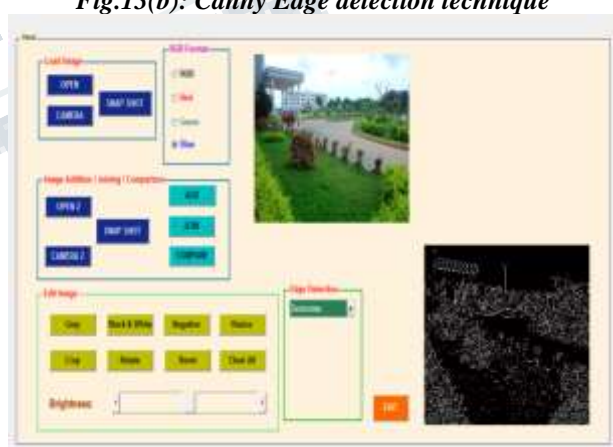 Fig.13(b): Canny Edge detection technique
Load Image
OPEN
CAMERA
SNAP SHOT
RGB Format
RGB
Red
Green
Blue
Image Addition / Joining / Comparison
OPEN 2
SNAP SHOT
CAMERA 2
ADD
JOIN
COMPARE
Edit Image
Gray
Black & White
Negative
Crop
Rotate
Reset
Clear All
Brightness:
Edge Detection
EXIT